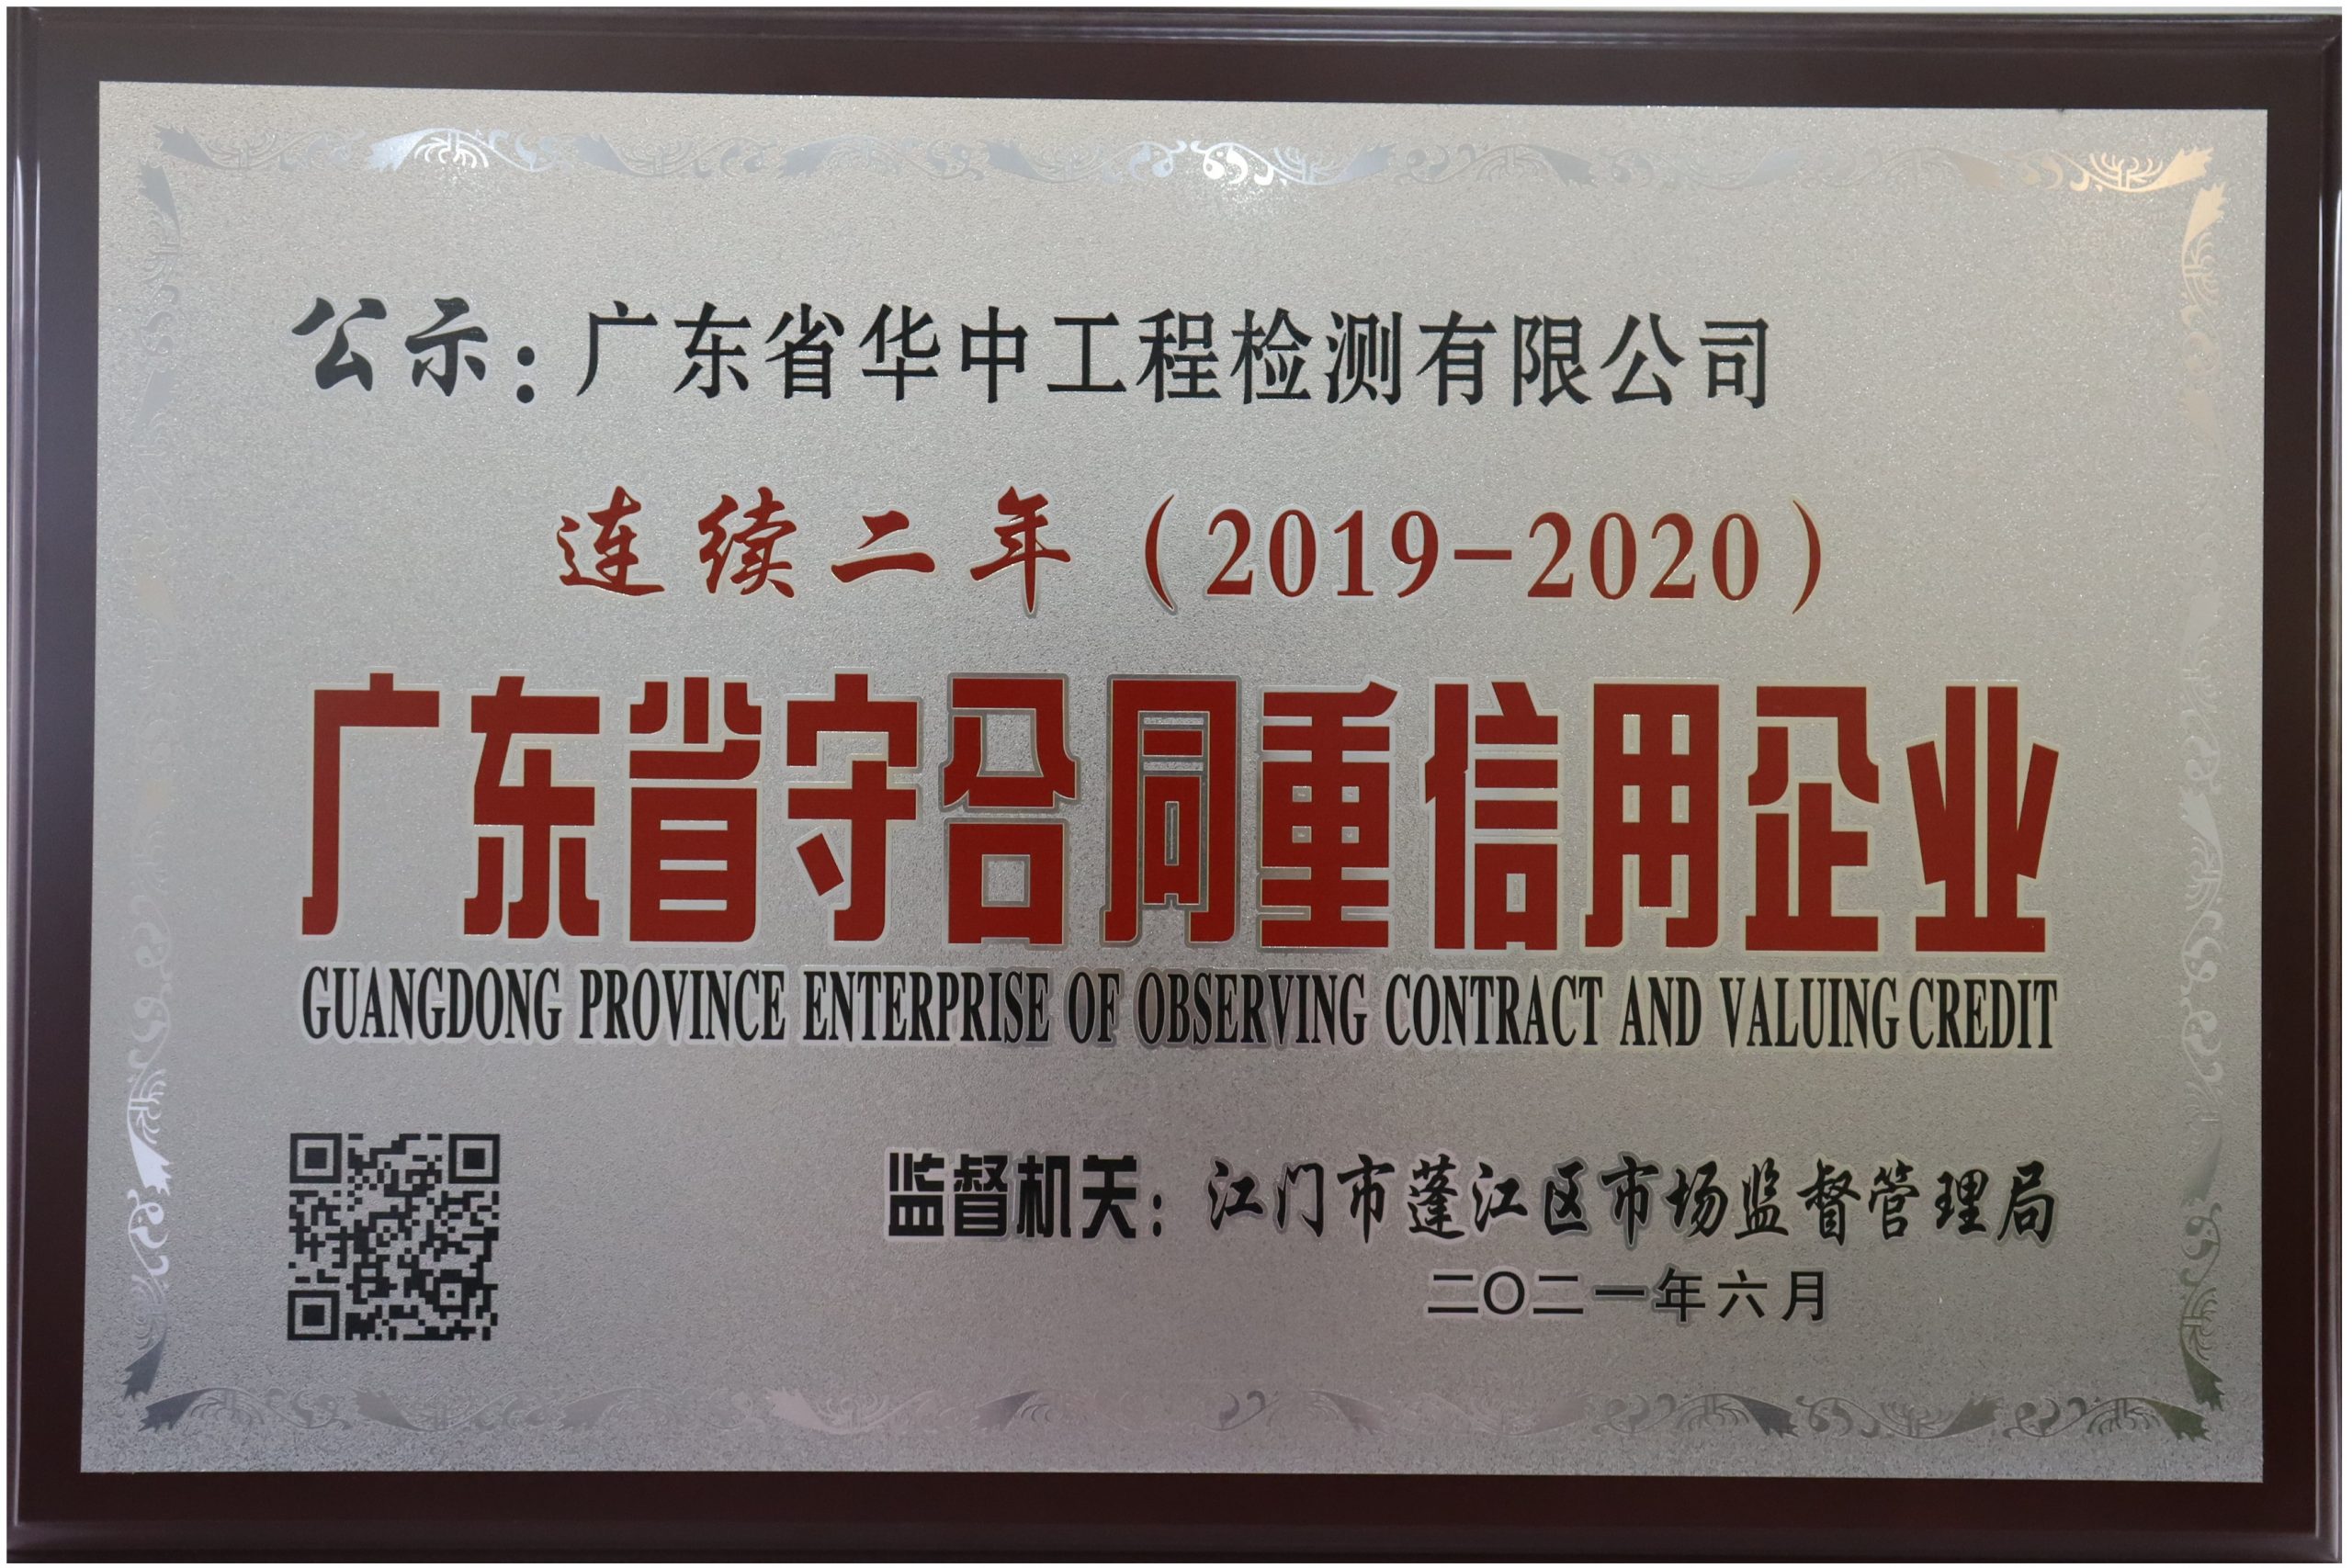 公示：广东省华中工程检测有限公司
连续二年（2019-2020）
广东省守合同重信用企业
GUANGDONG PROVINCE ENTERPRISE OF OBSERVING CONTRACT AND VALUING CREDIT
监督机关：江门市蓬江区市场监督管理局
二〇二一年六月